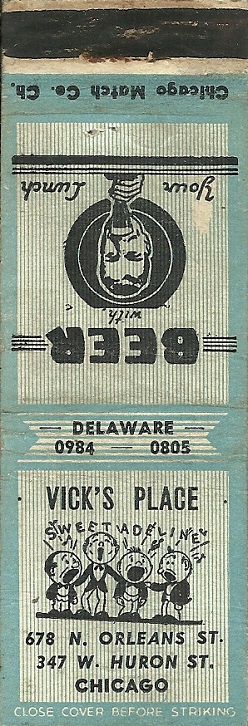 Chicago Match Co. Ch.
BEER
with
Your Lunch
DELAWARE
0984 — 0805
VICK'S PLACE
SWEET ADELINE
678 N. ORLEANS ST.
347 W. HURON ST.
CHICAGO
CLOSE COVER BEFORE STRIKING